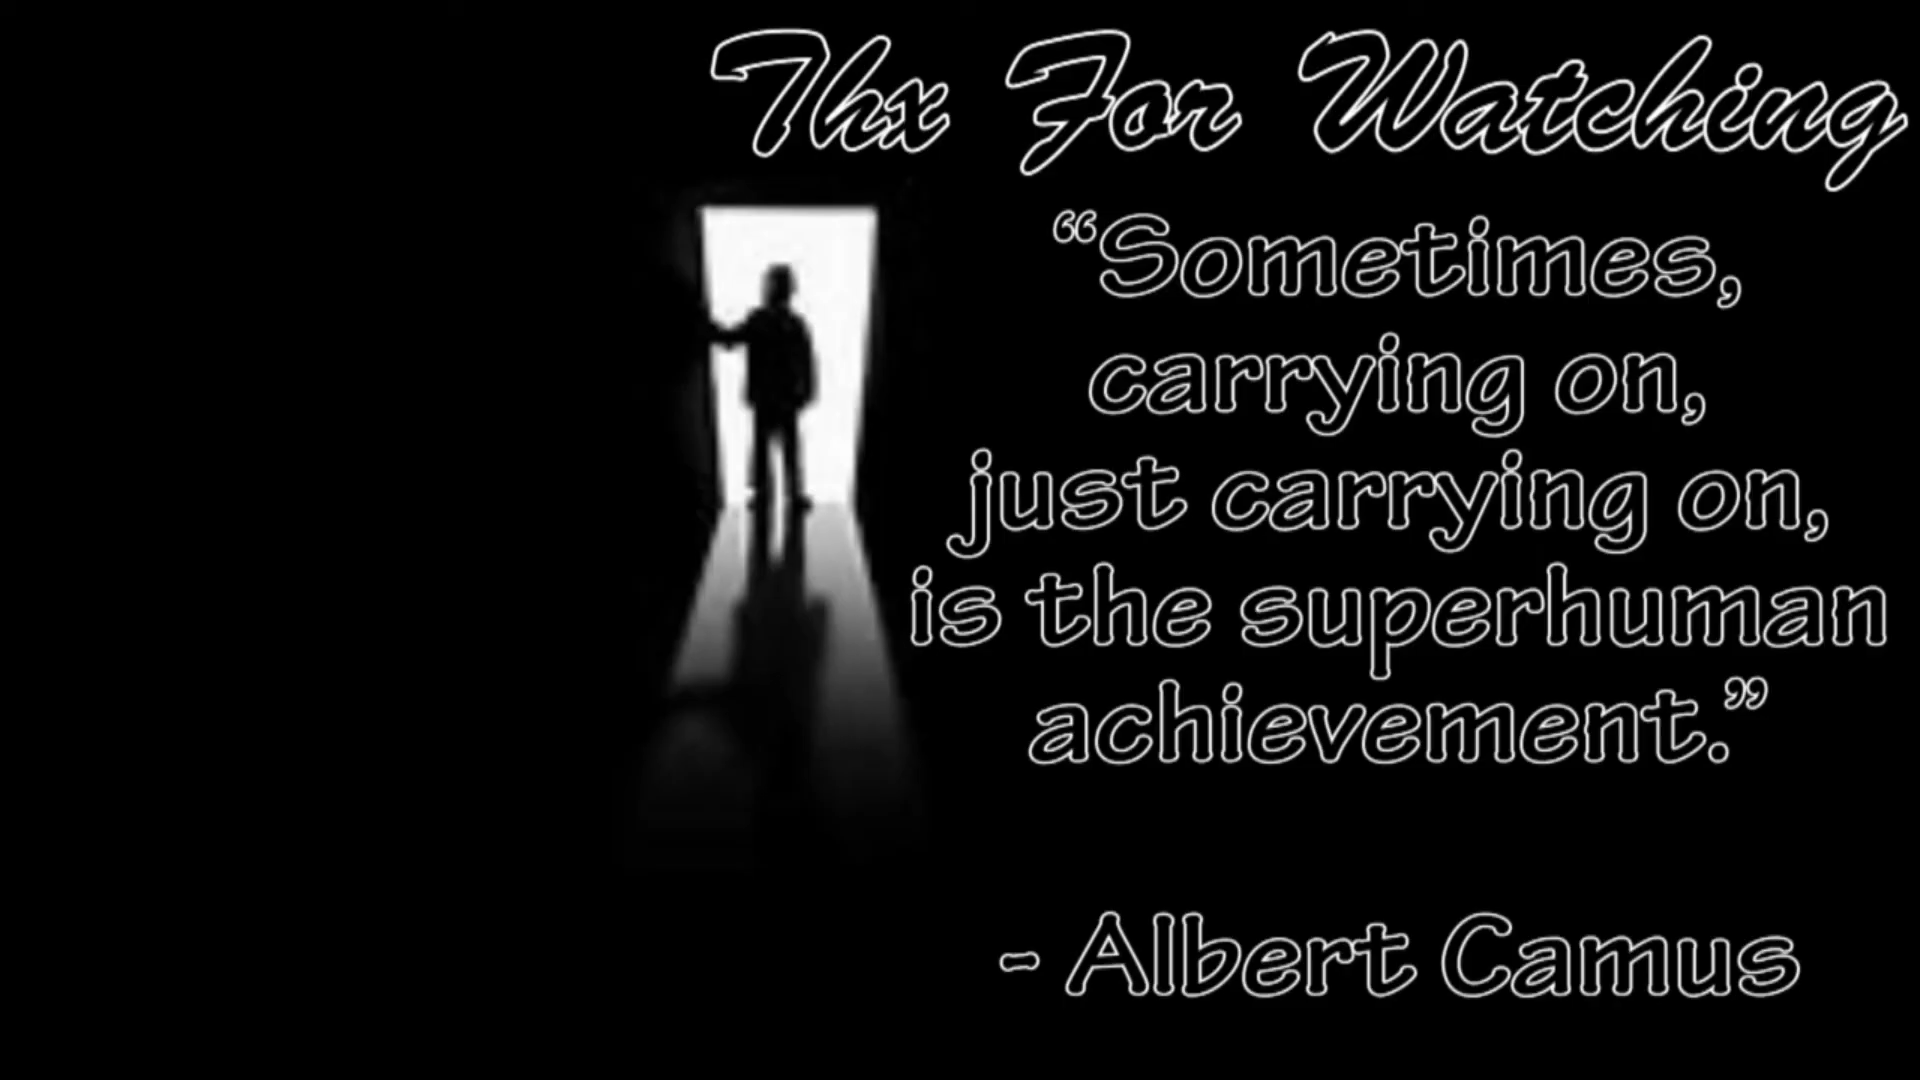 Thx For Watching
“Sometimes,
carrying on,
just carrying on,
is the superhuman
achievement.”
- Albert Camus